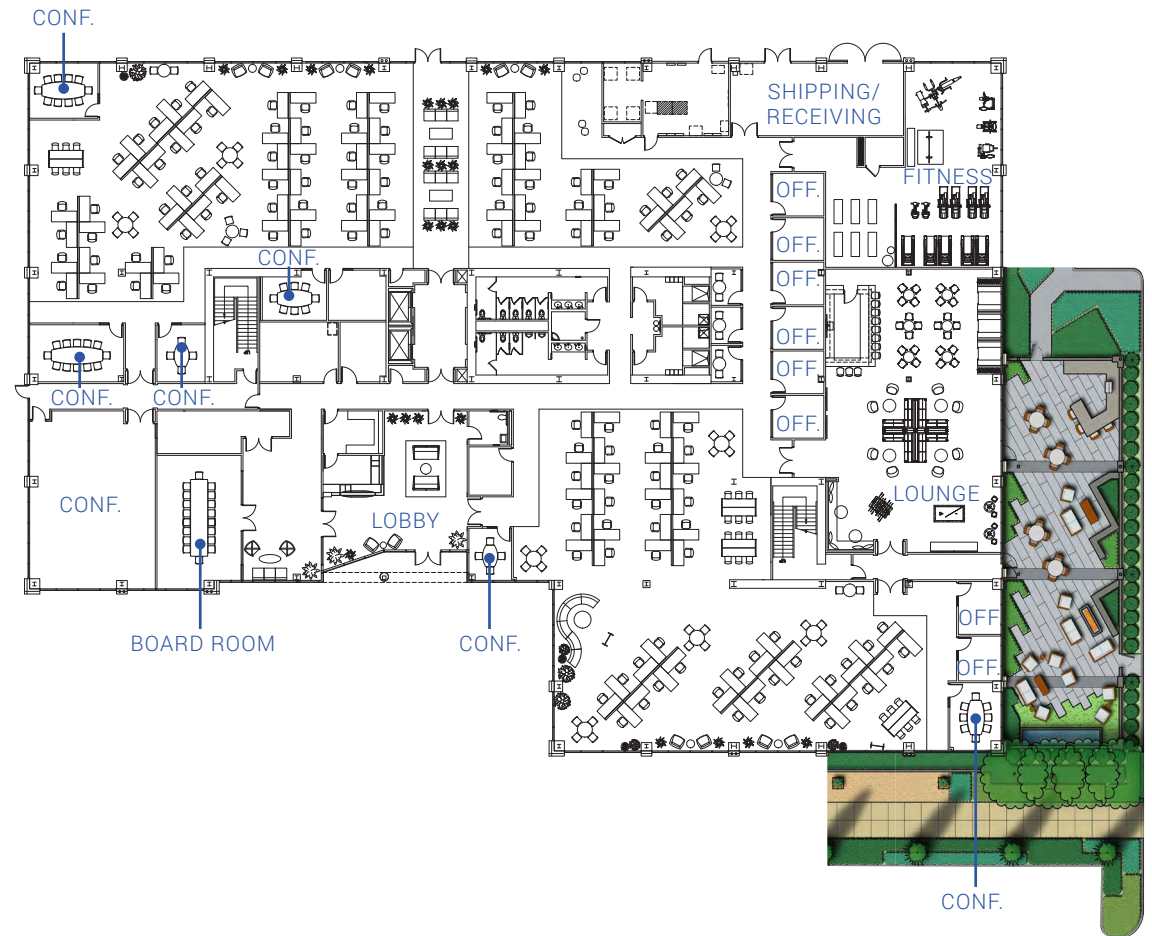 CONF.
SHIPPING/
RECEIVING
FITNESS
OFF.
OFF.
CONF.
OFF.
OFF.
OFF.
CONF.
CONF.
OFF.
CONF.
LOUNGE
LOBBY
OFF.
BOARD ROOM
CONF.
OFF.
CONF.